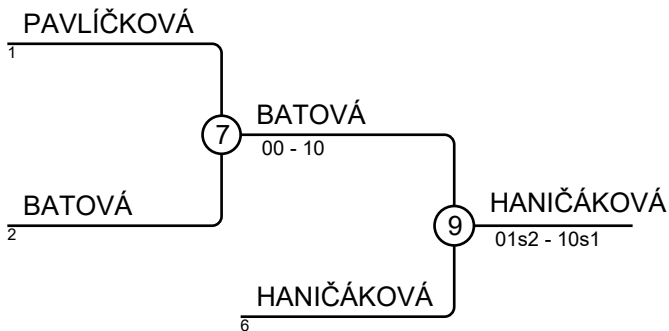 PAVLÍČKOVÁ
1
7
BATOVÁ
00 - 10
BATOVÁ
2
9
HANIČÁKOVÁ
01s2 - 10s1
HANIČÁKOVÁ
6